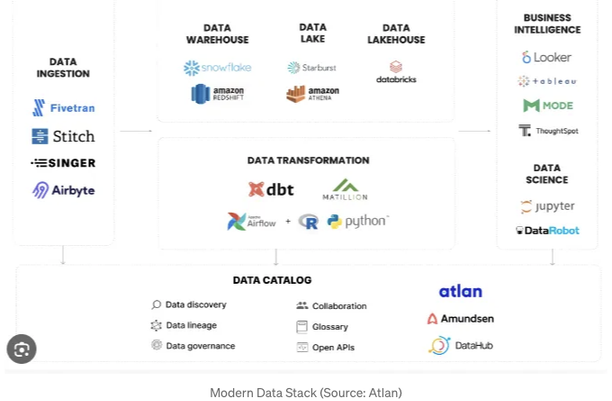 DATA
INGESTION
Fivetran
Stitch
SINGER
Airbyte
DATA
WAREHOUSE
snowflake
amazon
REDSHIFT
DATA
LAKE
Starburst
amazon
ATHENA
DATA
LAKEHOUSE
databricks
DATA TRANSFORMATION
dbt
MATILLION
Airflow + R python
BUSINESS
INTELLIGENCE
Looker
+ableau
MODE
T. ThoughtSpot
DATA
SCIENCE
jupyter
DataRobot
DATA CATALOG
Data discovery
Data lineage
Data governance
Collaboration
Glossary
Open APIs
atlan
Amundsen
DataHub
Modern Data Stack (Source: Atlan)